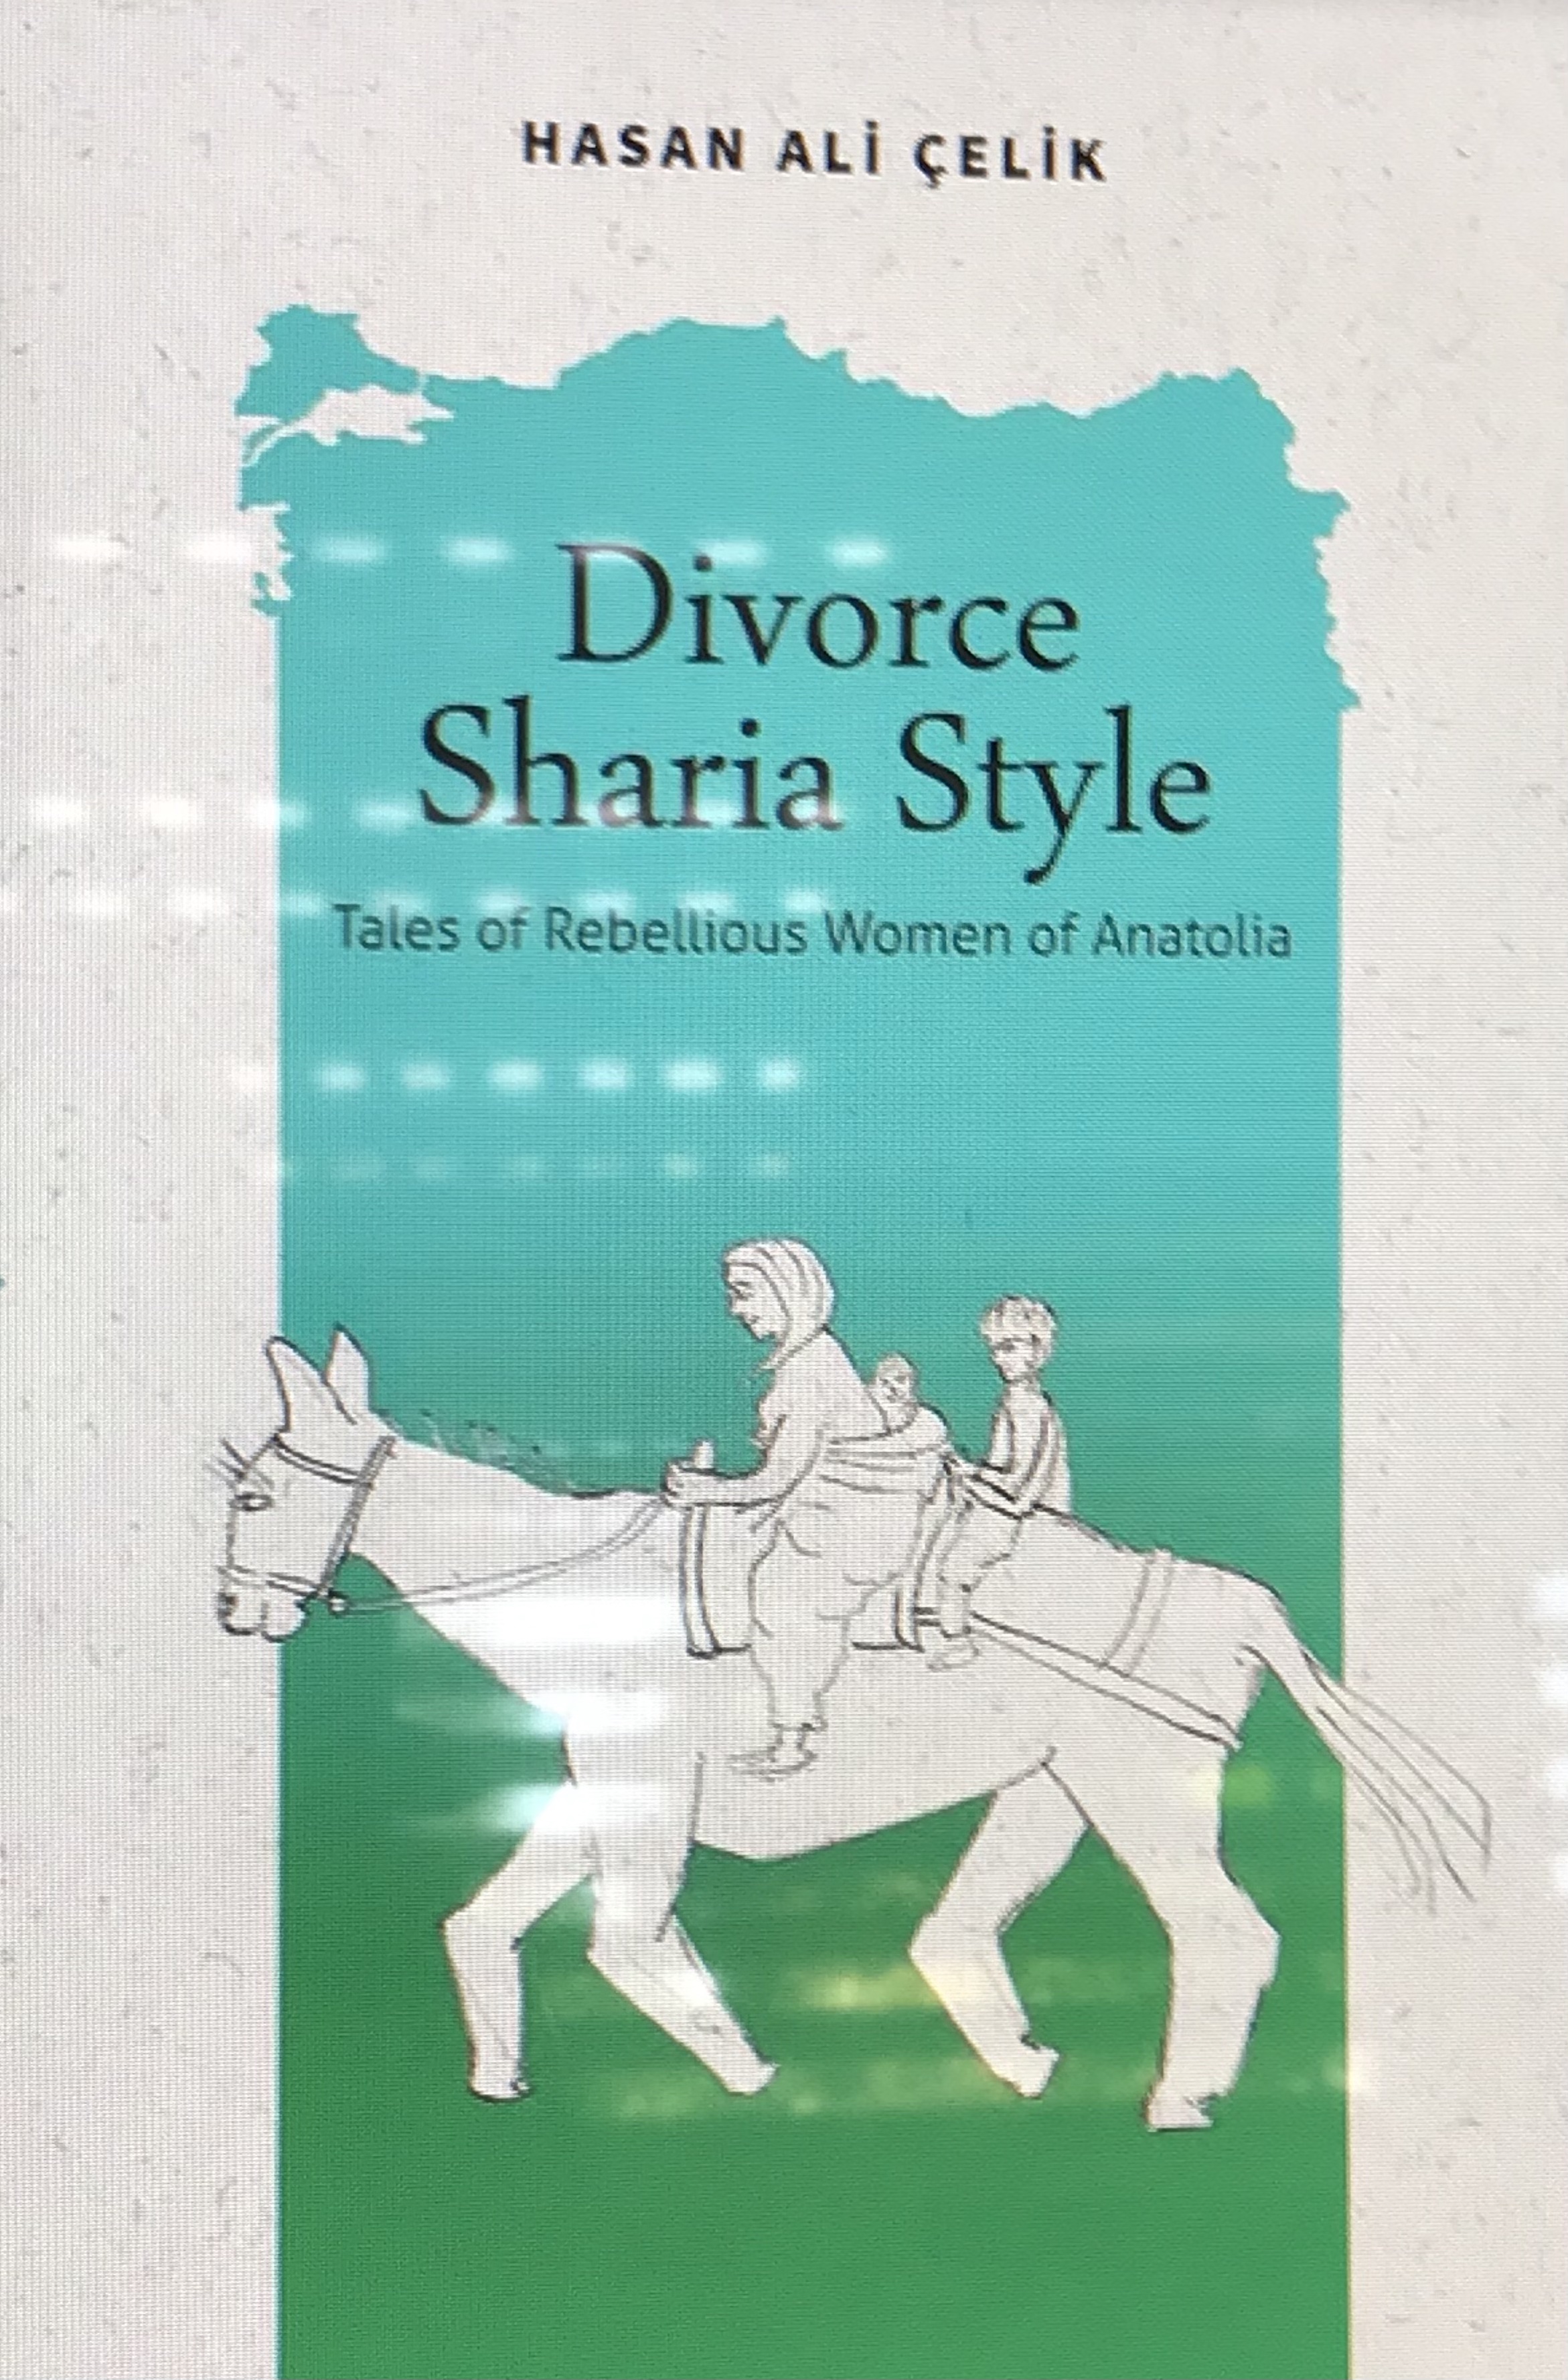 HASAN ALİ ÇELİK
Divorce
Sharia Style
Tales of Rebellious Women of Anatolia